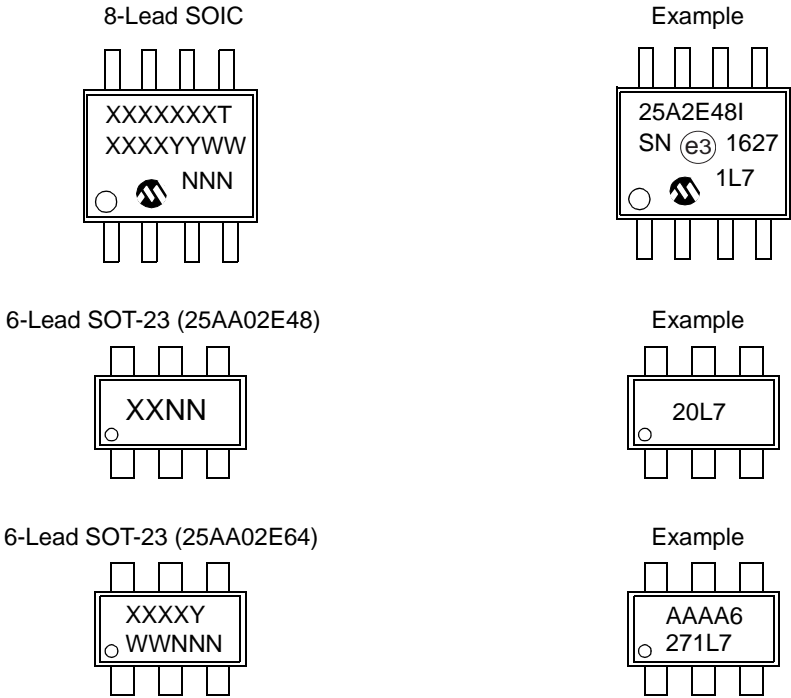 8-Lead SOIC
Example
XXXXXXXT
XXXXYYWW
NNN
25A2E48I
SN e3 1627
1L7
6-Lead SOT-23 (25AA02E48)
Example
XXNN
20L7
6-Lead SOT-23 (25AA02E64)
Example
XXXXY
WWNNN
AAAA6
271L7